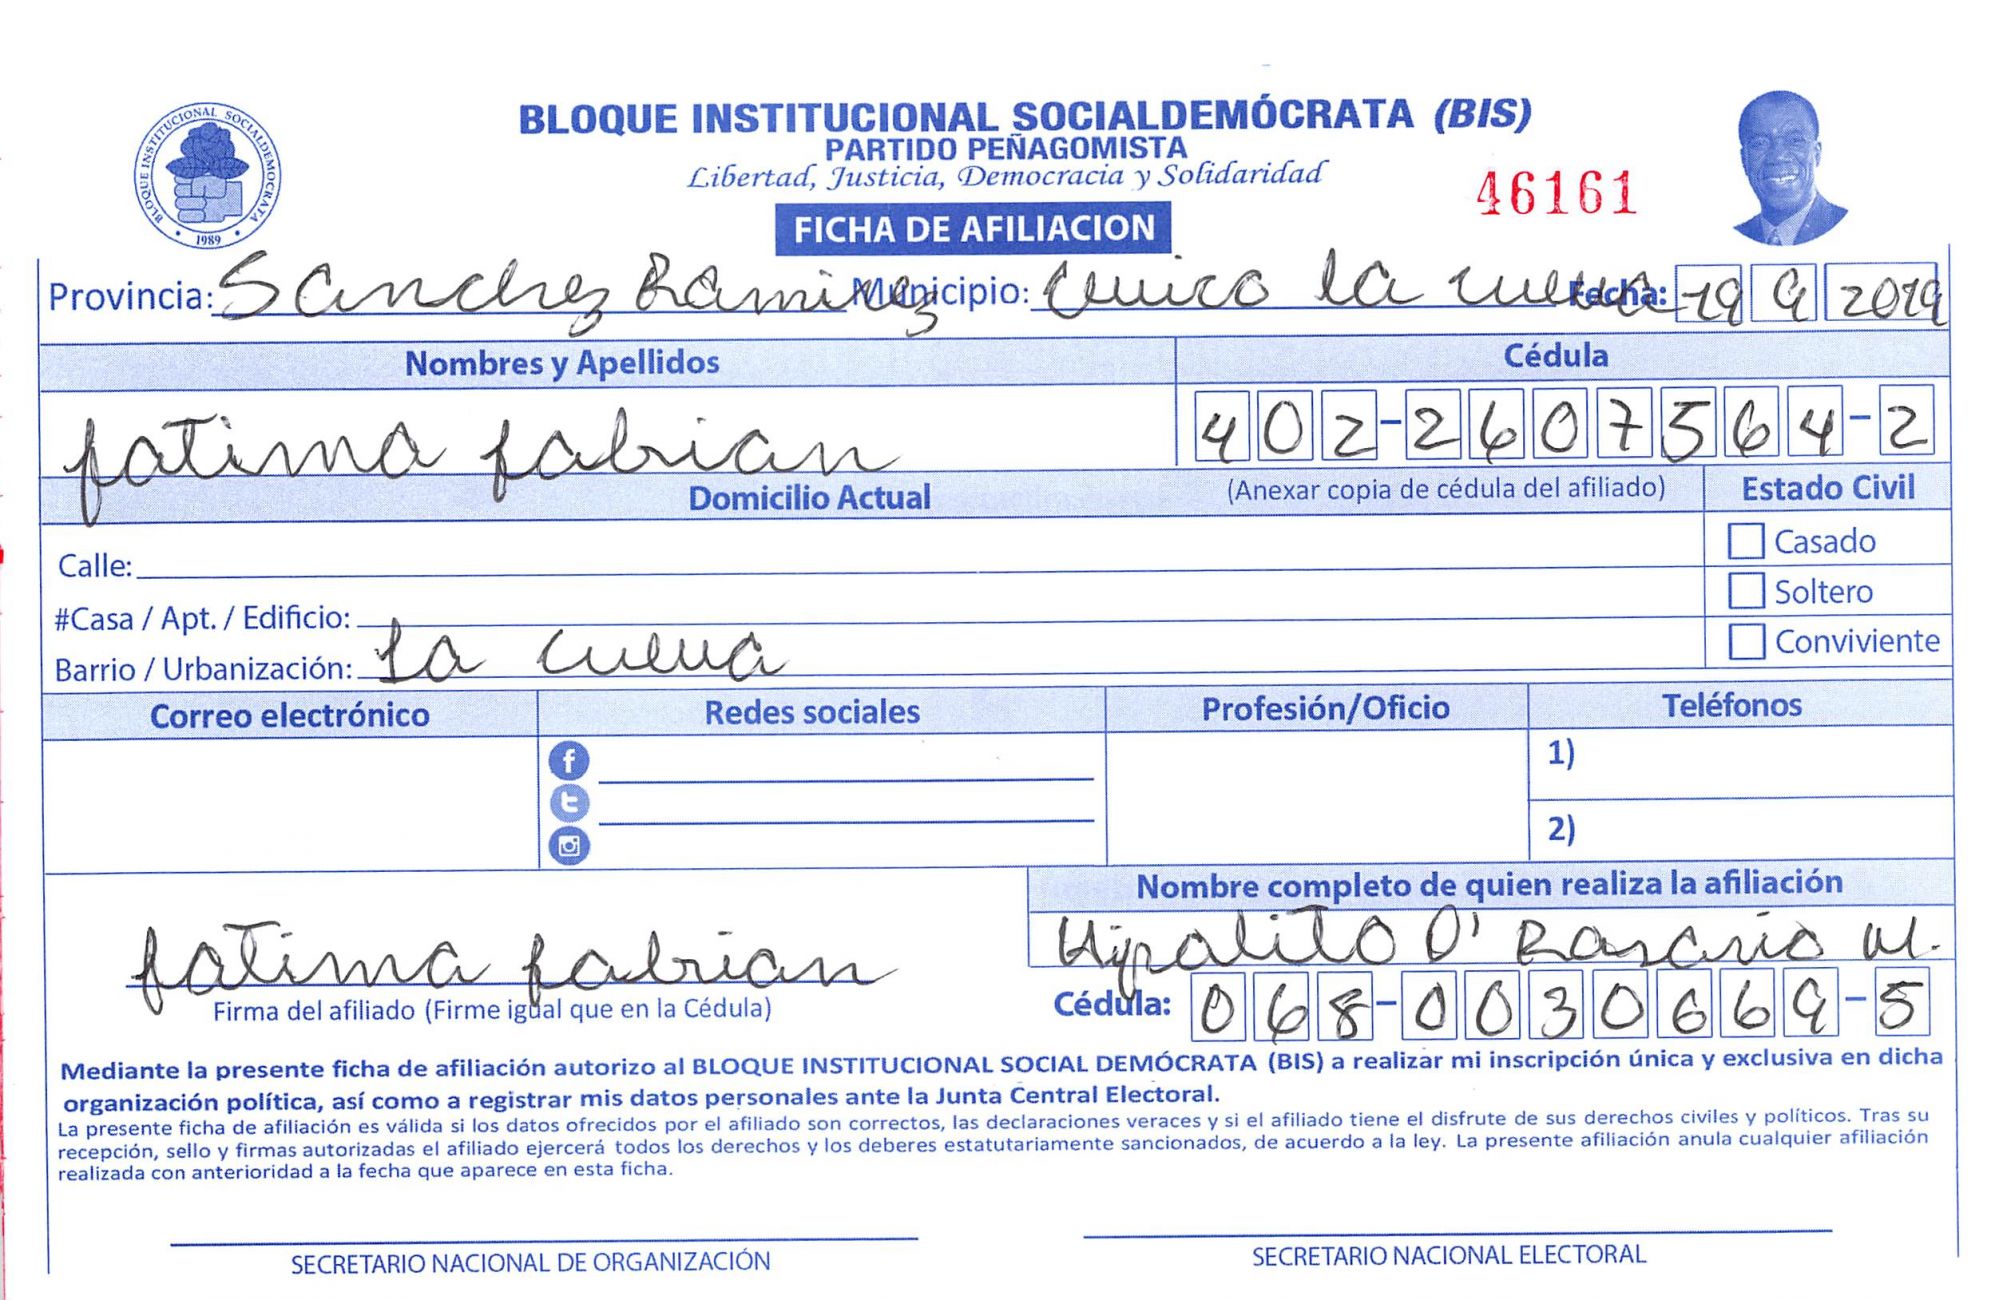 BLOQUE INSTITUCIONAL SOCIALDEMOCRATA
1989
BLOQUE INSTITUCIONAL SOCIALDEMÓCRATA (BIS)
PARTIDO PEÑAGOMISTA
Libertad, Justicia, Democracia y Solidaridad
46161
FICHA DE AFILIACION
Provincia: Sanchez Ramirez Municipio: la cueva Fecha: 19 9 2019
Nombres y Apellidos Cédula
fatima fabrian 402-2607564-2
Domicilio Actual (Anexar copia de cédula del afiliado) Estado Civil
Calle: Casado
#Casa / Apt. / Edificio: Soltero
Barrio / Urbanización: la cueva Conviviente
Correo electrónico Redes sociales Profesión/Oficio Teléfonos
1)
2)
Nombre completo de quien realiza la afiliación
fatima fabrian Hipolito D' Rosario M.
Firma del afiliado (Firme igual que en la Cédula) Cédula: 068-0030669-5
Mediante la presente ficha de afiliación autorizo al BLOQUE INSTITUCIONAL SOCIAL DEMÓCRATA (BIS) a realizar mi inscripción única y exclusiva en dicha
organización política, así como a registrar mis datos personales ante la Junta Central Electoral.
La presente ficha de afiliación es válida si los datos ofrecidos por el afiliado son correctos, las declaraciones veraces y si el afiliado tiene el disfrute de sus derechos civiles y políticos. Tras su
recepción, sello y firmas autorizadas el afiliado ejercerá todos los derechos y los deberes estatutariamente sancionados, de acuerdo a la ley. La presente afiliación anula cualquier afiliación
realizada con anterioridad a la fecha que aparece en esta ficha.
SECRETARIO NACIONAL DE ORGANIZACIÓN SECRETARIO NACIONAL ELECTORAL